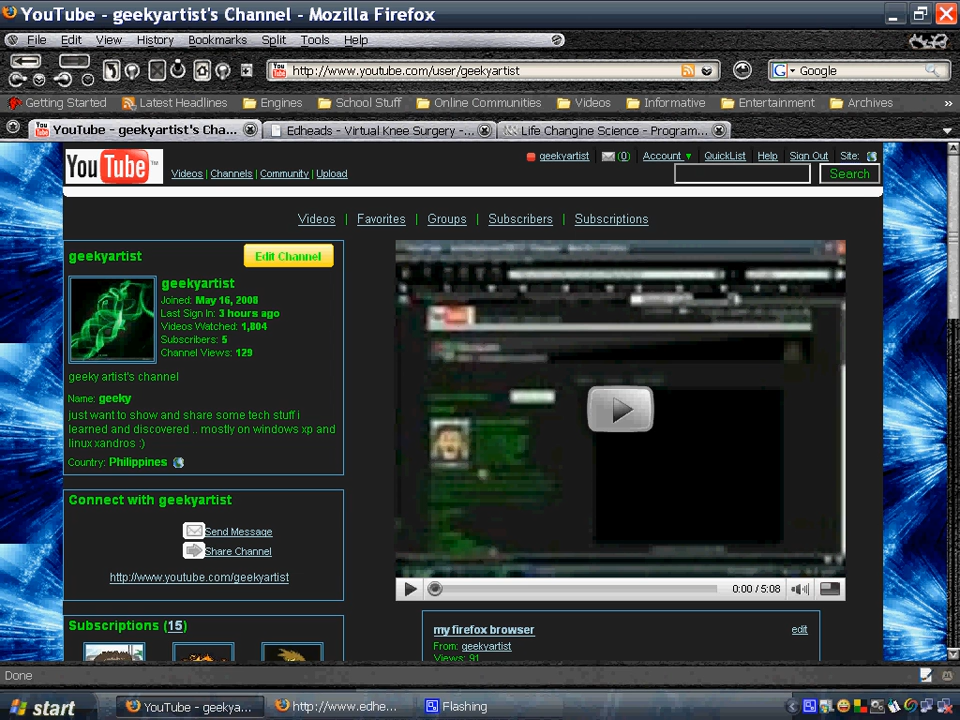 YouTube - geekyartist's Channel - Mozilla Firefox
File Edit View History Bookmarks Split Tools Help
http://www.youtube.com/user/geekyartist
G Google
Getting Started Latest Headlines Engines School Stuff Online Communities Videos Informative Entertainment Archives »
YouTube - geekyartist's Cha... Edheads - Virtual Knee Surgery -... Life Changine Science - Program...
YouTube™
geekyartist (0) Account ▼ QuickList Help Sign Out Site:
Videos | Channels | Community | Upload
Search
Videos | Favorites | Groups | Subscribers | Subscriptions
geekyartist
Edit Channel
geekyartist
Joined: May 16, 2008
Last Sign In: 3 hours ago
Videos Watched: 1,804
Subscribers: 5
Channel Views: 129
geeky artist's channel
Name: geeky
just want to show and share some tech stuff i
learned and discovered .. mostly on windows xp and
linux xandros :)
Country: Philippines
Connect with geekyartist
Send Message
Share Channel
http://www.youtube.com/geekyartist
Subscriptions (15)
0:00 / 5:08
my firefox browser
edit
From: geekyartist
Views: 91
Done
start
YouTube - geekya...
http://www.edhe...
Flashing